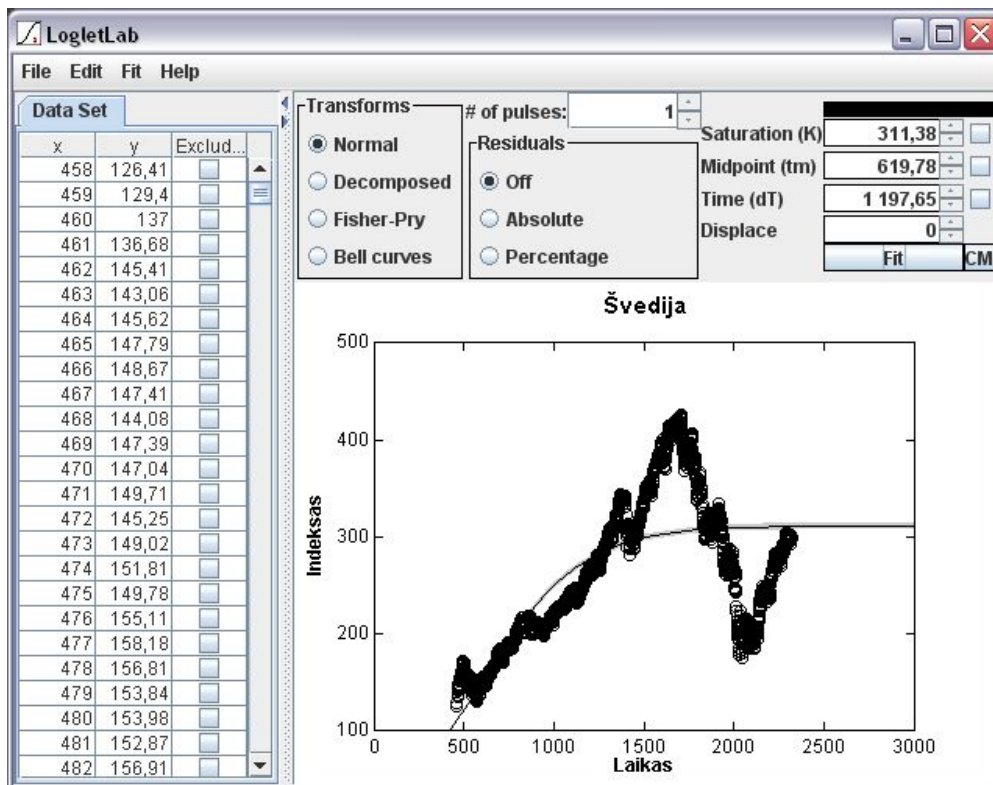 LogletLab
File Edit Fit Help
Data Set
x y Exclud...
458 126,41
459 129,4
460 137
461 136,68
462 145,41
463 143,06
464 145,62
465 147,79
466 148,67
467 147,41
468 144,08
469 147,39
470 147,04
471 149,71
472 145,25
473 149,02
474 151,81
475 149,78
476 155,11
477 158,18
478 156,81
479 153,84
480 153,98
481 152,87
482 156,91
Transforms
Normal
Decomposed
Fisher-Pry
Bell curves
# of pulses: 1
Residuals
Off
Absolute
Percentage
Saturation (K) 311,38
Midpoint (tm) 619,78
Time (dT) 1 197,65
Displace 0
Fit CM
Švedija
Indeksas
500
400
300
200
100
0 500 1000 1500 2000 2500 3000
Laikas